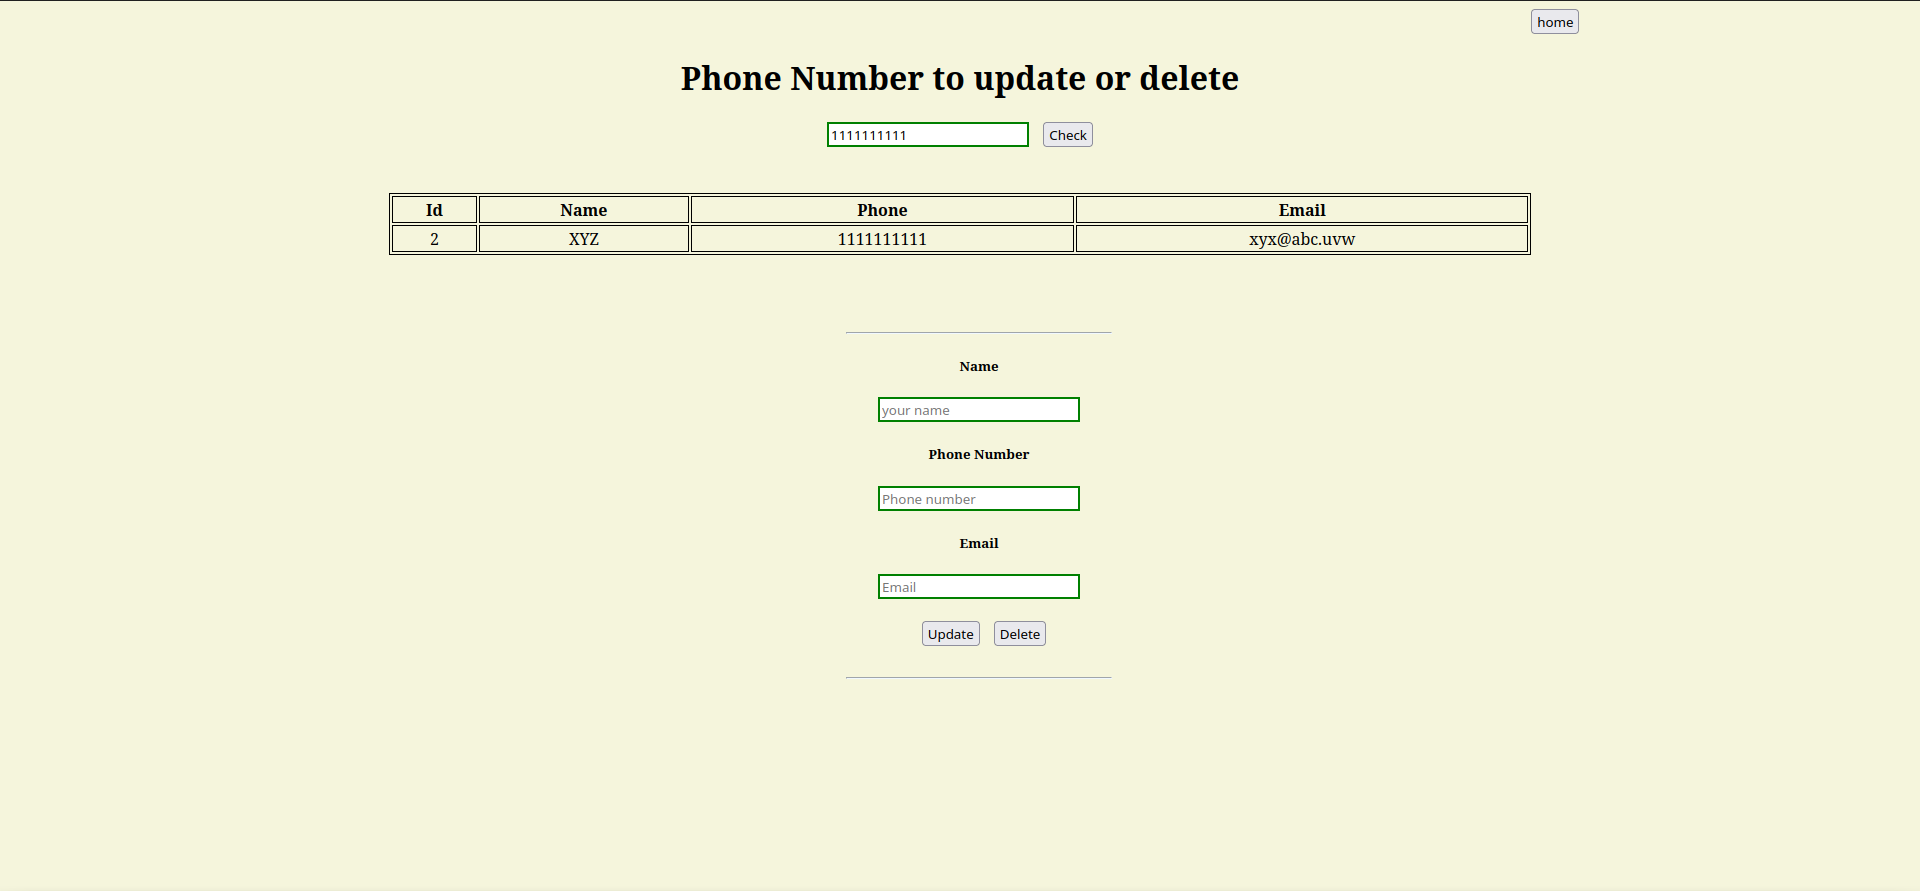 home
Phone Number to update or delete
1111111111 Check
Id Name Phone Email
2 XYZ 1111111111 xyx@abc.uvw
Name
your name
Phone Number
Phone number
Email
Email
Update Delete